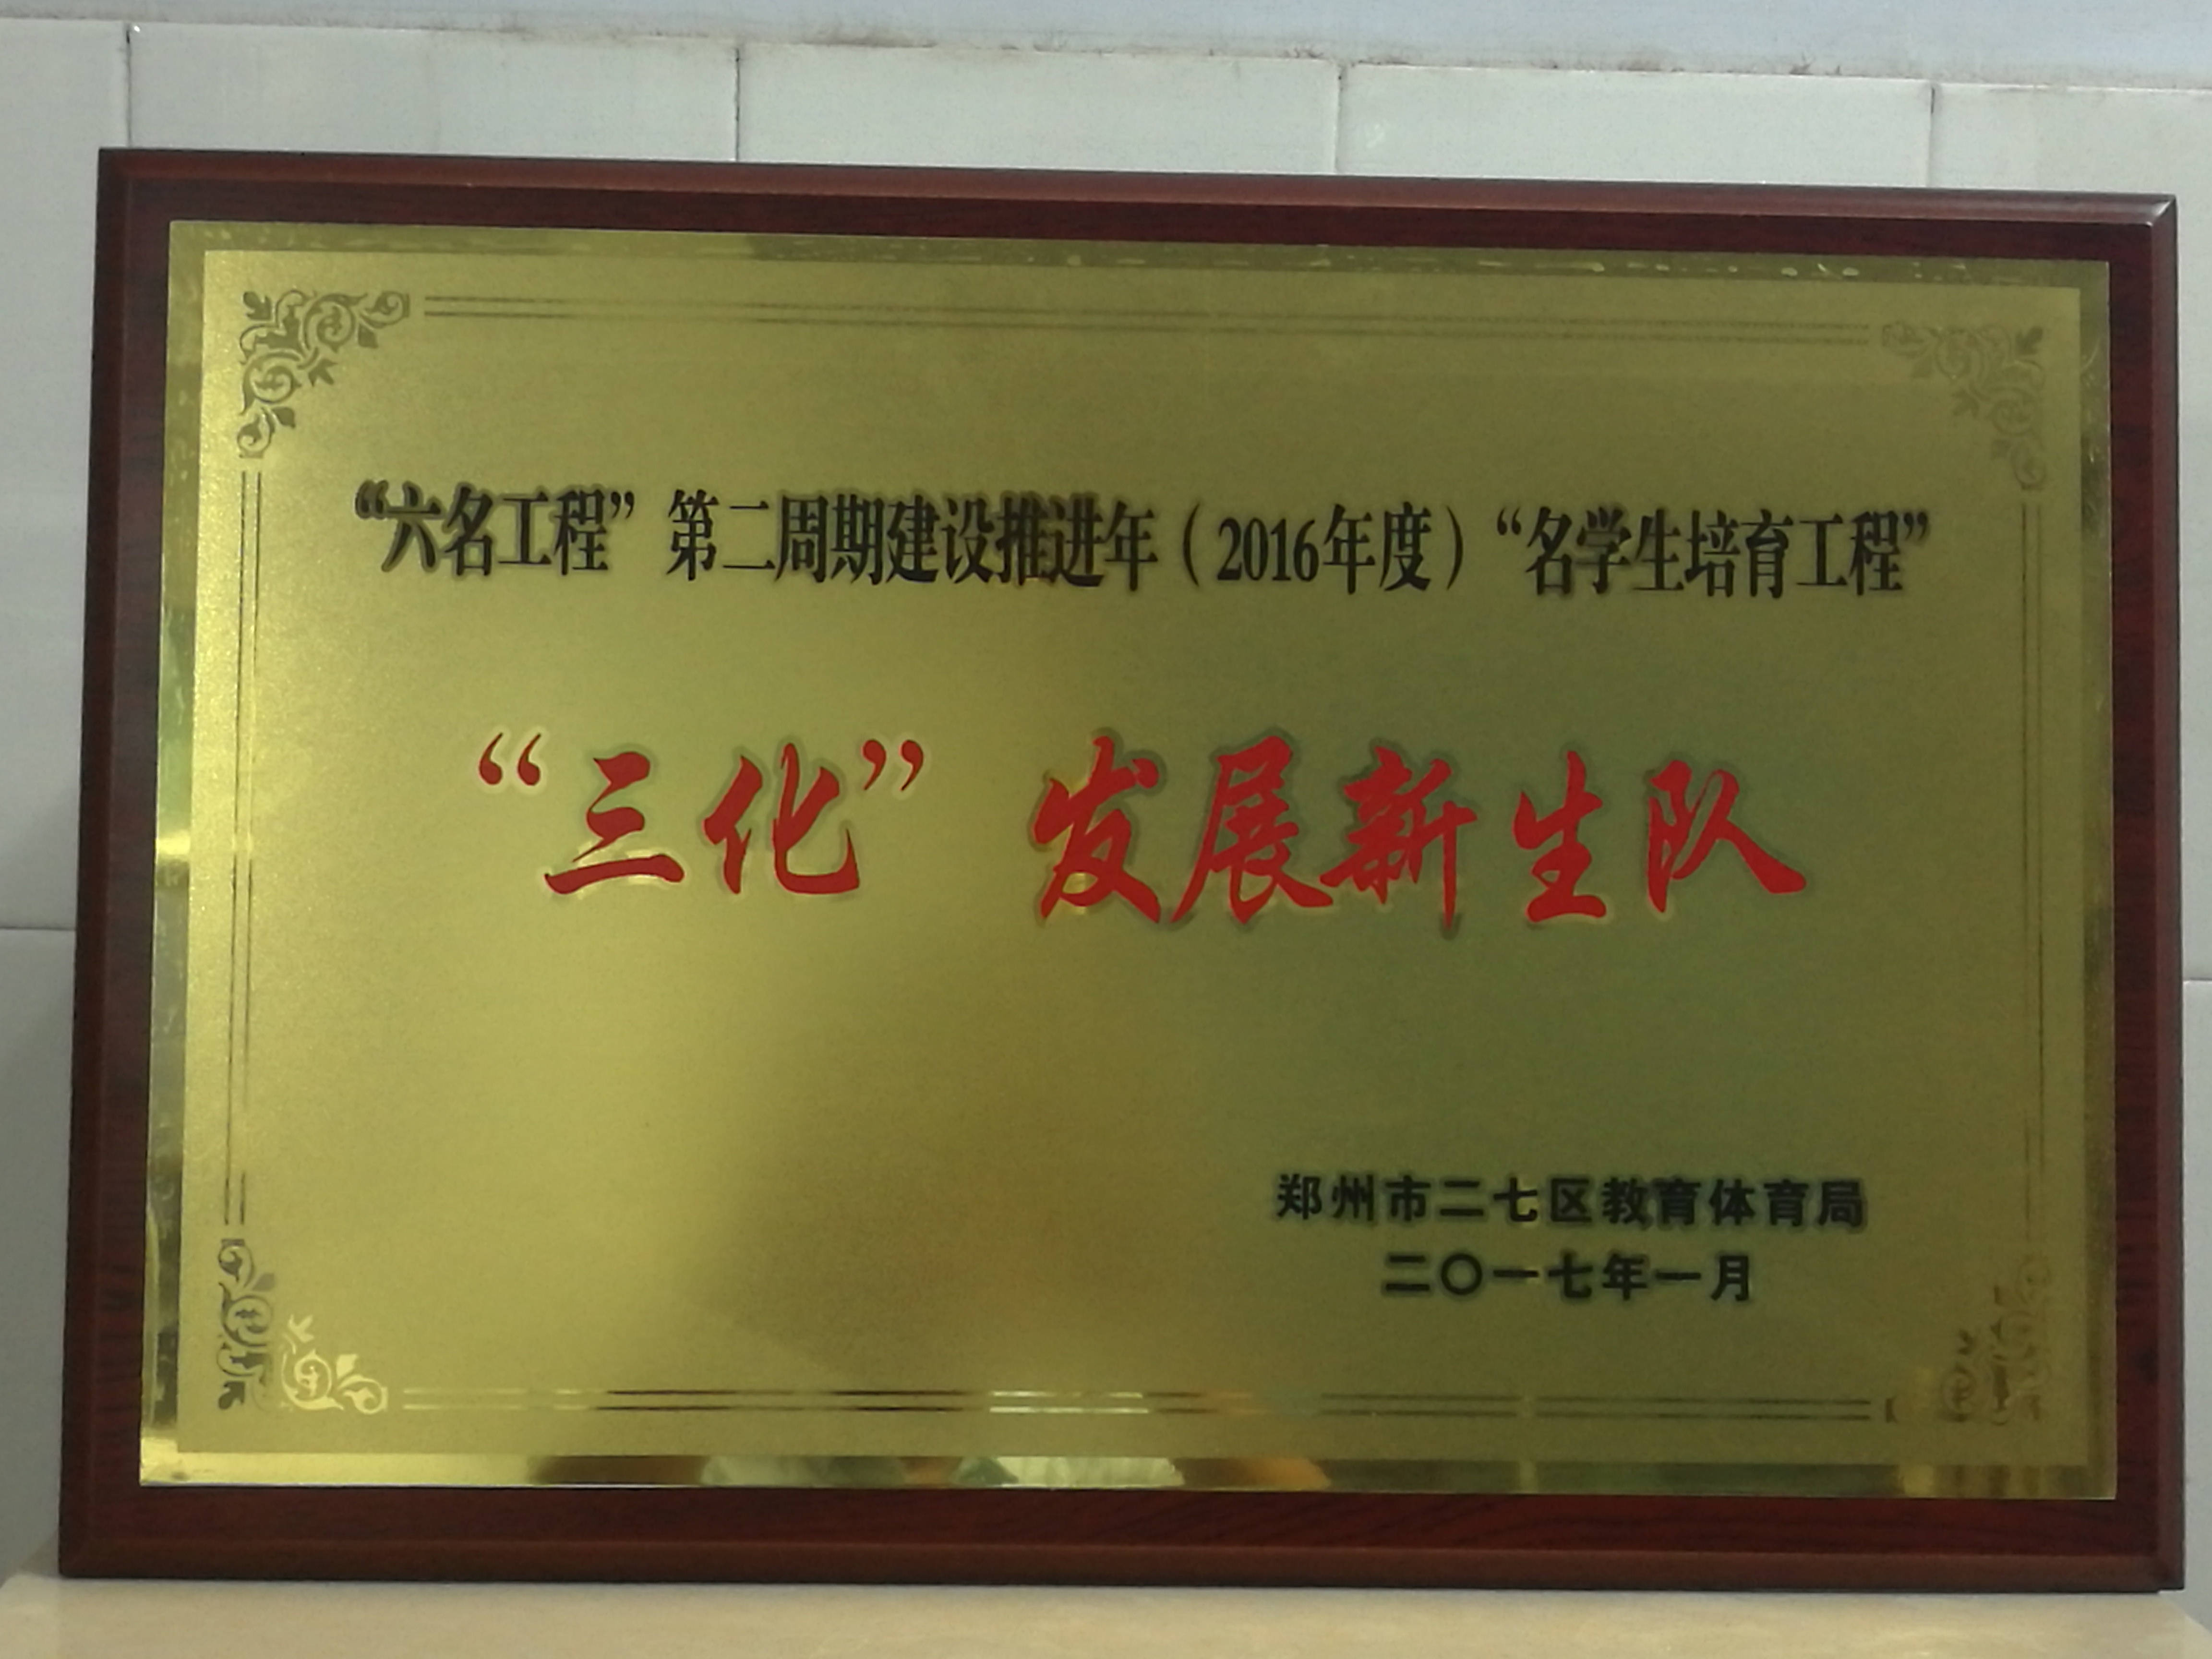 “六名工程”第二周期建设推进年（2016年度）“名学生培育工程”
“三化”发展新生队
郑州市二七区教育体育局
二〇一七年一月